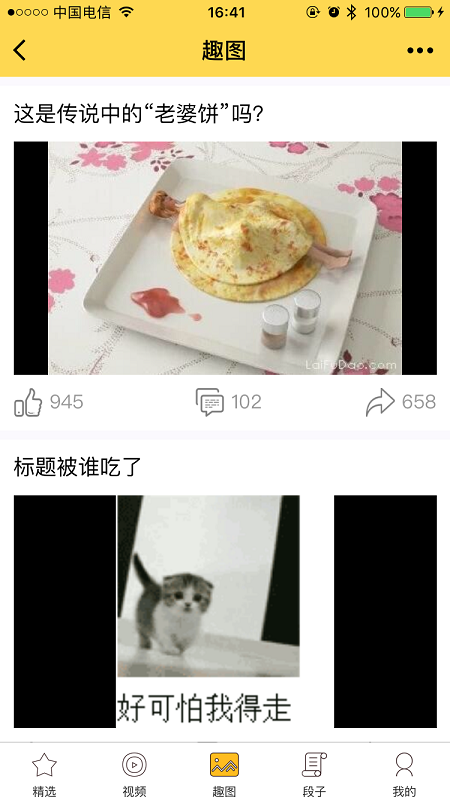 中国电信
16:41
100%
趣图
这是传说中的“老婆饼”吗?
LaiFuDao.com
945
102
658
标题被谁吃了
好可怕我得走
精选
视频
趣图
段子
我的